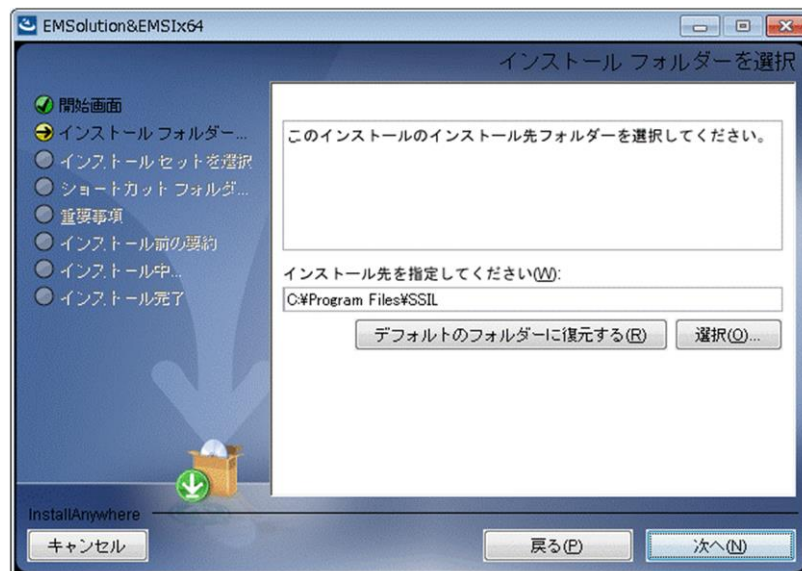 EMSolution&EMSIx64
インストール フォルダーを選択
開始画面
インストール フォルダー...
インストール セットを選択
ショートカット フォルダ...
重要事項
インストール前の要約
インストール中...
インストール完了
このインストールのインストール先フォルダーを選択してください。
インストール先を指定してください(W):
C:¥Program Files¥SSIL
デフォルトのフォルダーに復元する(R)
選択(O)...
InstallAnywhere
キャンセル
戻る(P)
次へ(N)